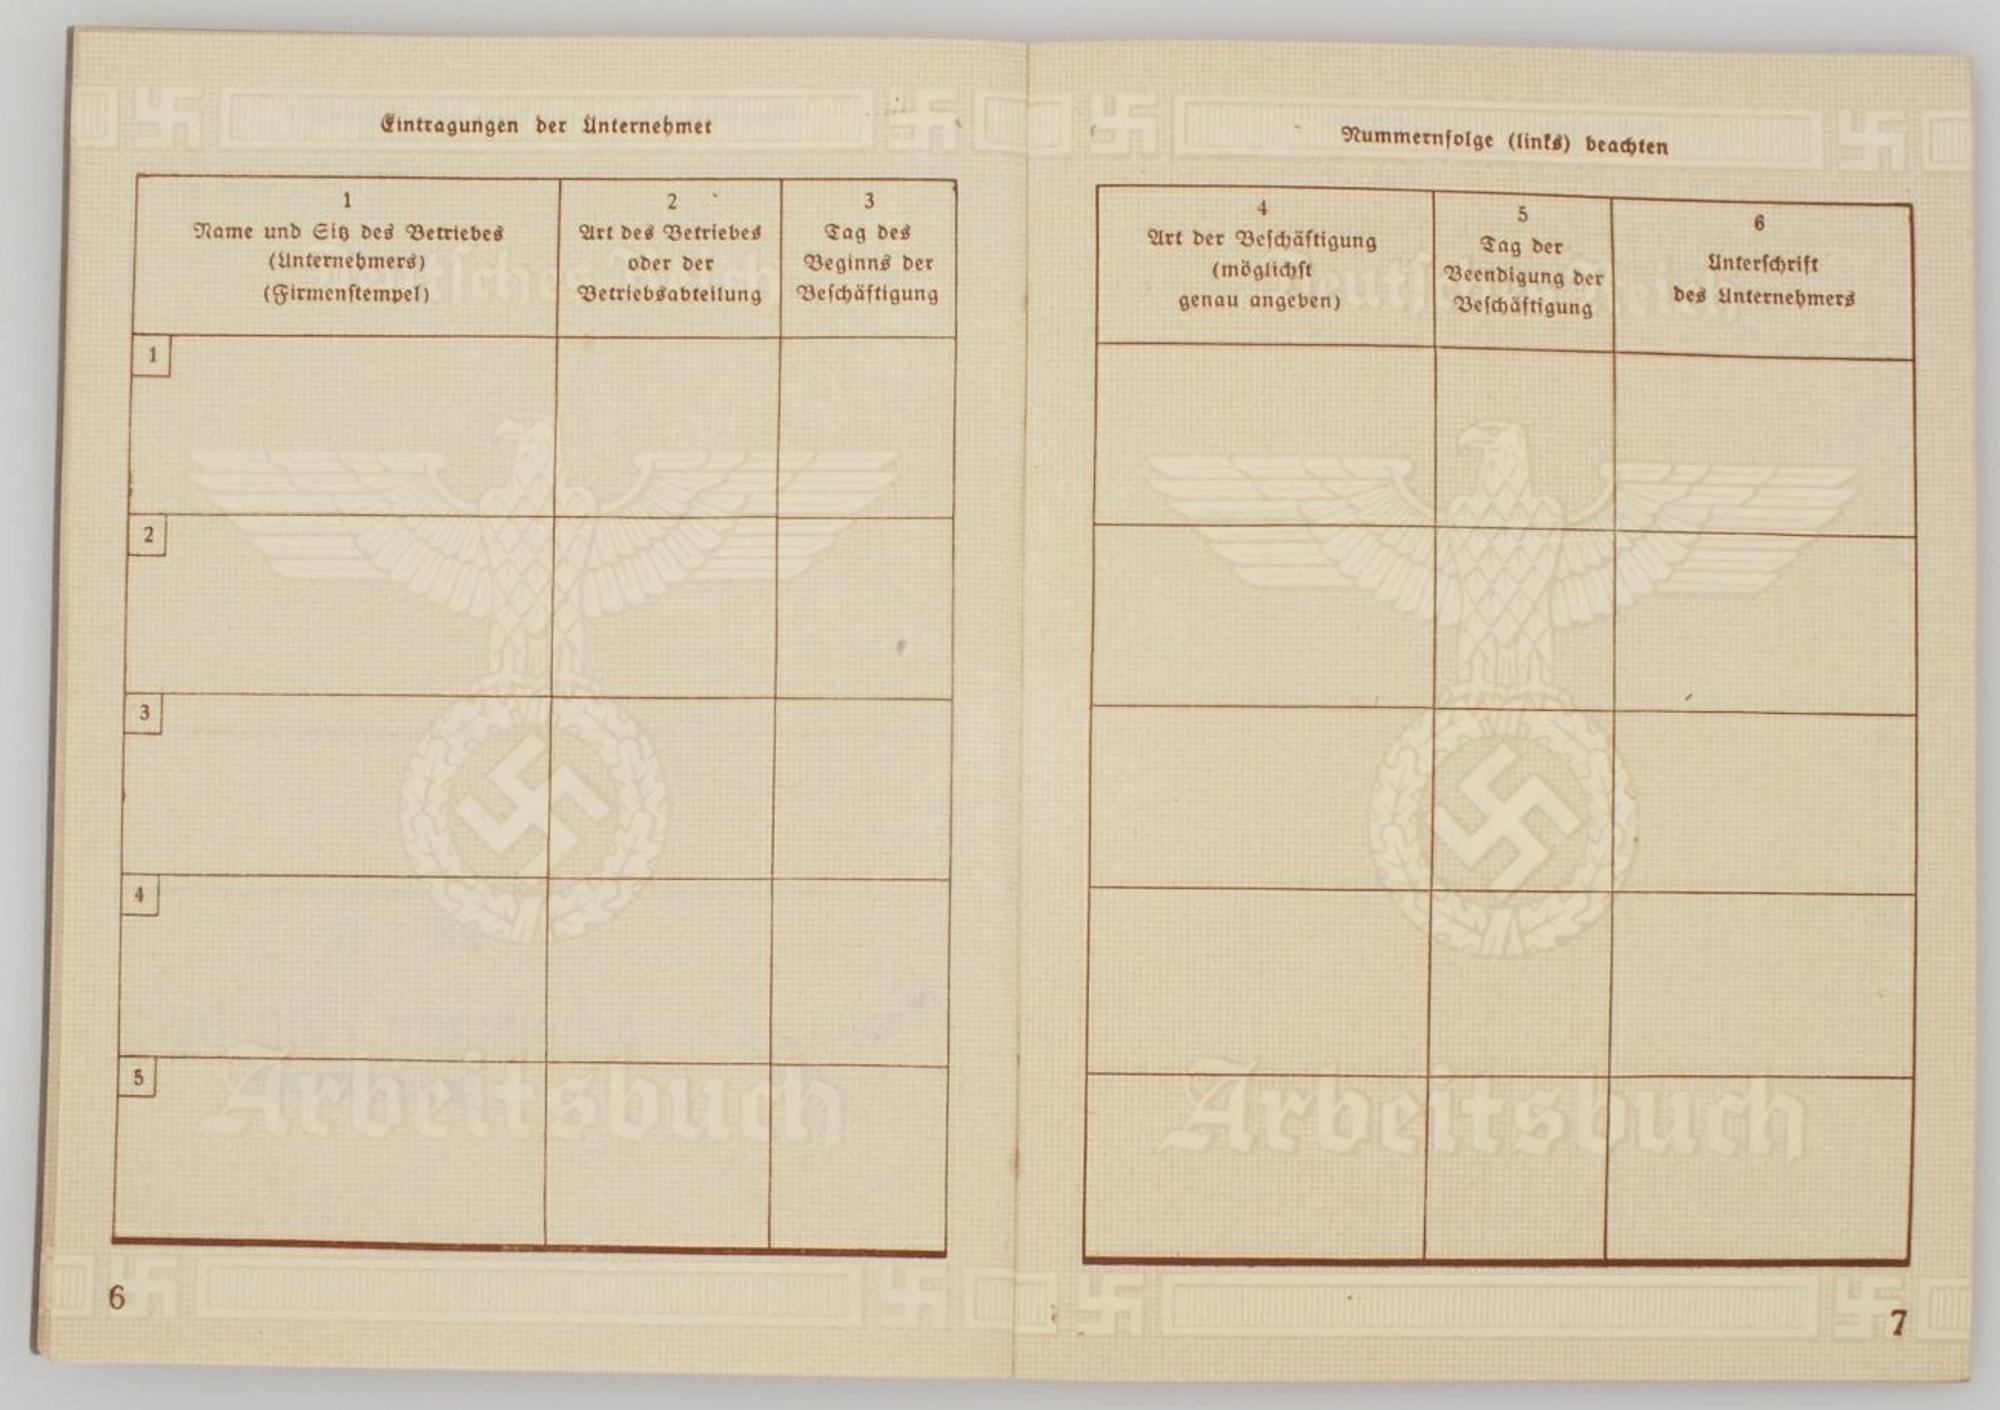 Eintragungen der Unternehmer
1
Name und Sitz des Betriebes
(Unternehmers)
(Firmenstempel)
2
Art des Betriebes
oder der
Betriebsabteilung
3
Tag des
Beginns der
Beschäftigung
1
2
3
4
5
Arbeitsbuch
6
Nummernfolge (links) beachten
4
Art der Beschäftigung
(möglichst
genau angeben)
5
Tag der
Beendigung der
Beschäftigung
6
Unterschrift
des Unternehmers
Arbeitsbuch
7